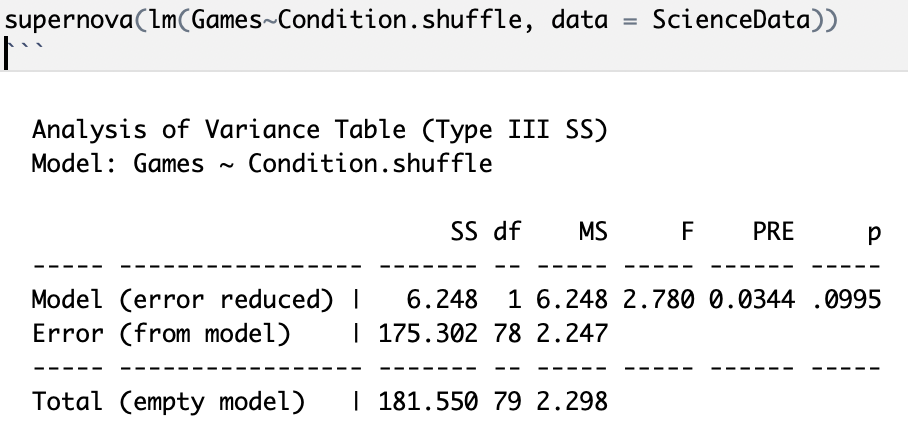 supernova(lm(Games~Condition.shuffle, data = ScienceData))
```
Analysis of Variance Table (Type III SS)
Model: Games ~ Condition.shuffle
                              SS df    MS     F    PRE     p
----- ----------------- ------- -- ----- ----- ------ -----
Model (error reduced) |   6.248  1 6.248 2.780 0.0344 .0995
Error (from model)    | 175.302 78 2.247
----- ----------------- ------- -- ----- ----- ------ -----
Total (empty model)   | 181.550 79 2.298